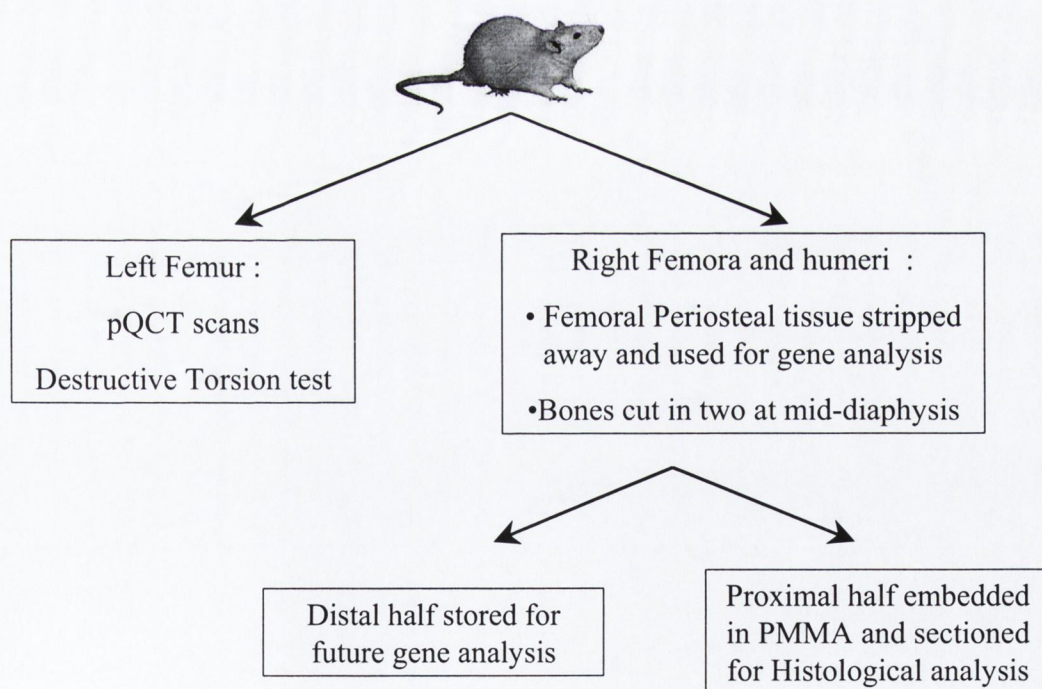 Left Femur :
pQCT scans
Destructive Torsion test
Right Femora and humeri :
• Femoral Periosteal tissue stripped
away and used for gene analysis
•Bones cut in two at mid-diaphysis
Distal half stored for
future gene analysis
Proximal half embedded
in PMMA and sectioned
for Histological analysis